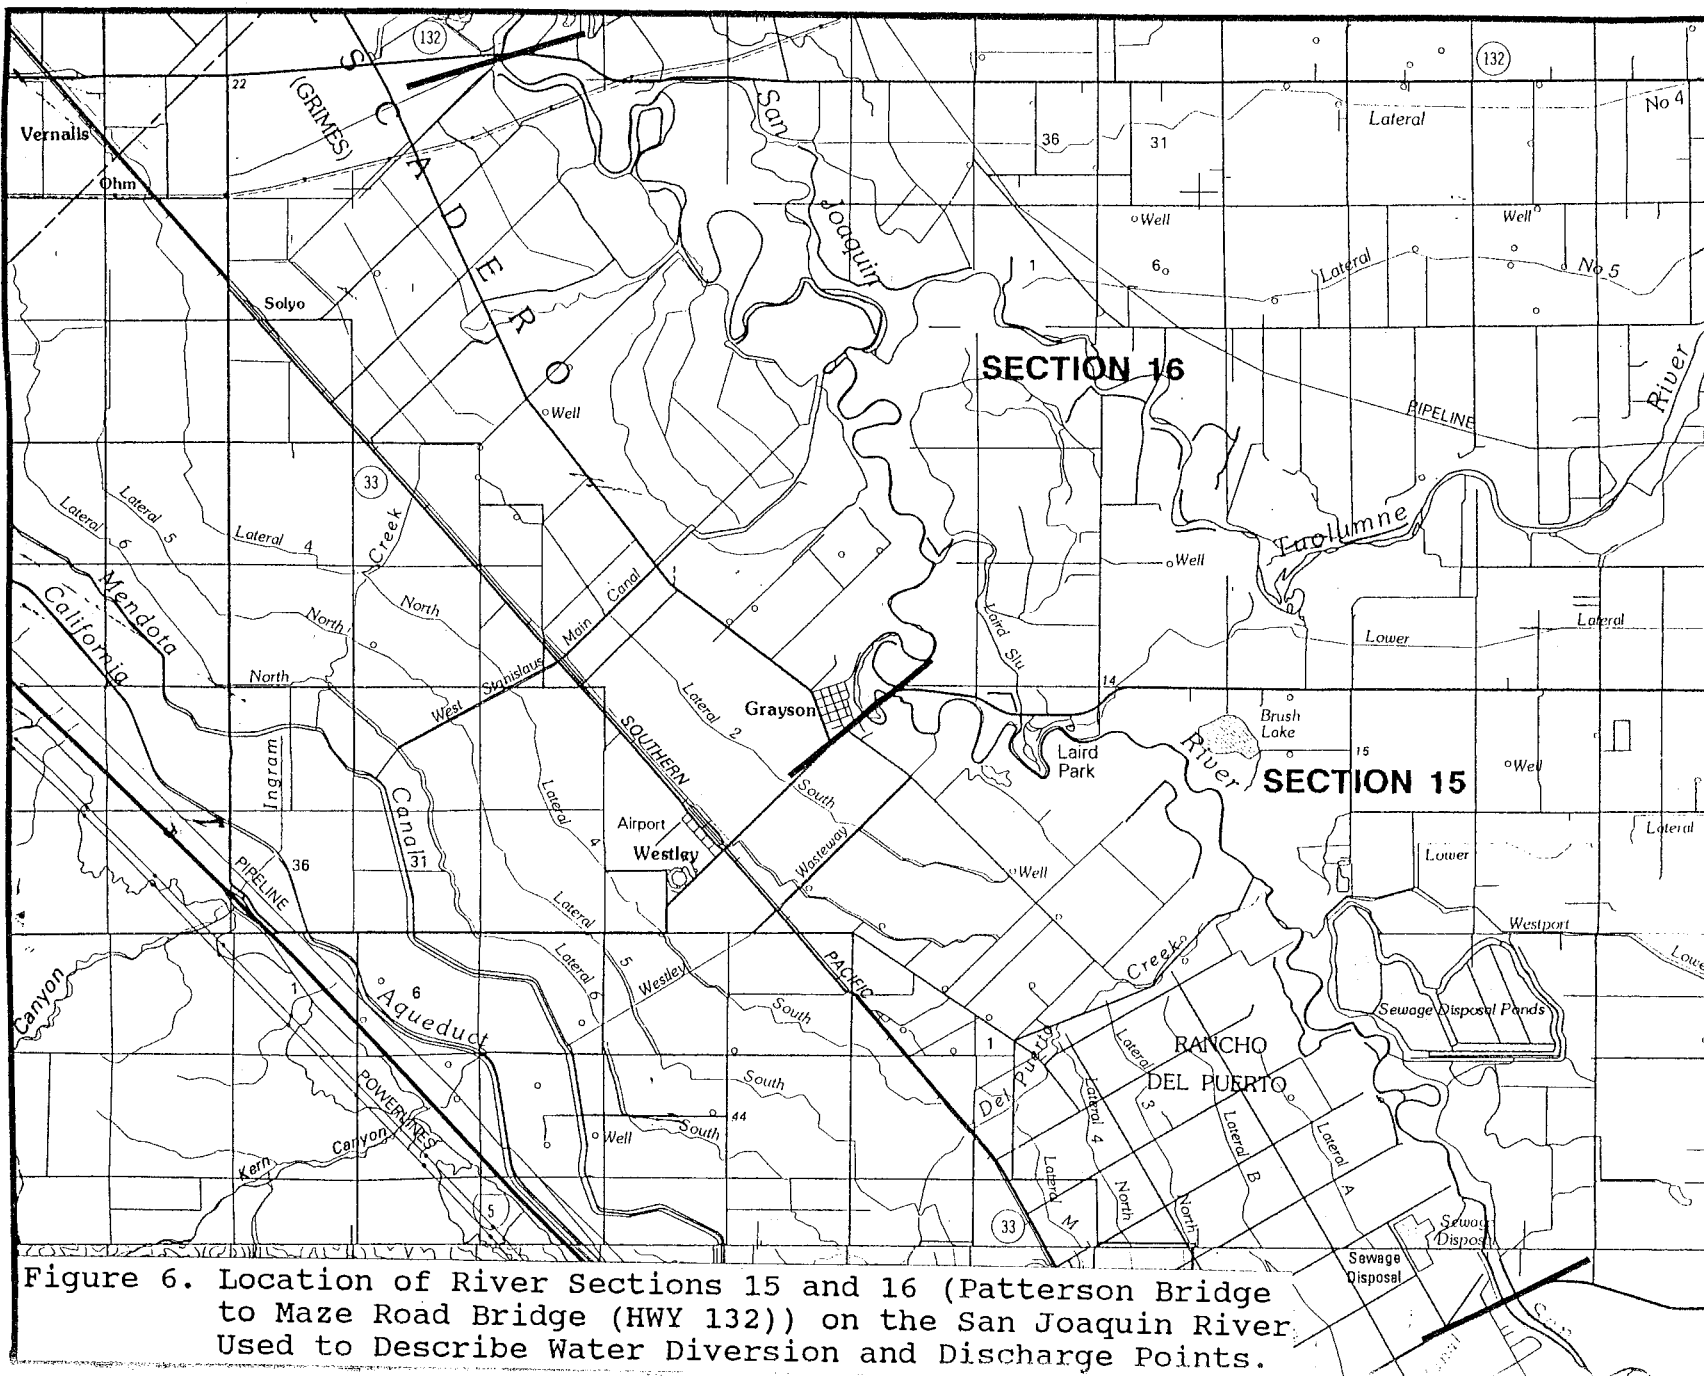 132
132
S C A D E R O
(GRIMES)
22
Vernalis
Ohm
San
Joaquin
36
31
Lateral
No 4
Well
Well
1
6
Lateral
No 5
Solyo
SECTION 16
Well
PIPELINE
River
33
Lateral 6
Lateral 5
Lateral 4
Creek
Tuolumne
Well
Mendota
California
North
North
North
Main
Canal
West
Stanislaus
Laird Slu
Lower
Lateral
14
Lateral 2
Grayson
SOUTHERN
Laird
Park
River
Brush
Lake
15
SECTION 15
Well
Ingram
Canal
Lateral 4
Airport
Westley
South
Wasteway
Well
Lateral
Lower
36
31
PIPELINE
Lateral 5
Lateral 6
Westley
PACIFIC
Creek
Westport
Canyon
1
6
Aqueduct
South
Sewage Disposal Ponds
1
Del Puerto
RANCHO
DEL PUERTO
Lateral 3
Lateral 4
South
POWERLINES
44
South
Well
Kern
Canyon
Lateral B
Lateral A
Lateral M
North
North
5
33
Sewage
Disposal
Figure 6. Location of River Sections 15 and 16 (Patterson Bridge
to Maze Road Bridge (HWY 132)) on the San Joaquin River
Used to Describe Water Diversion and Discharge Points.